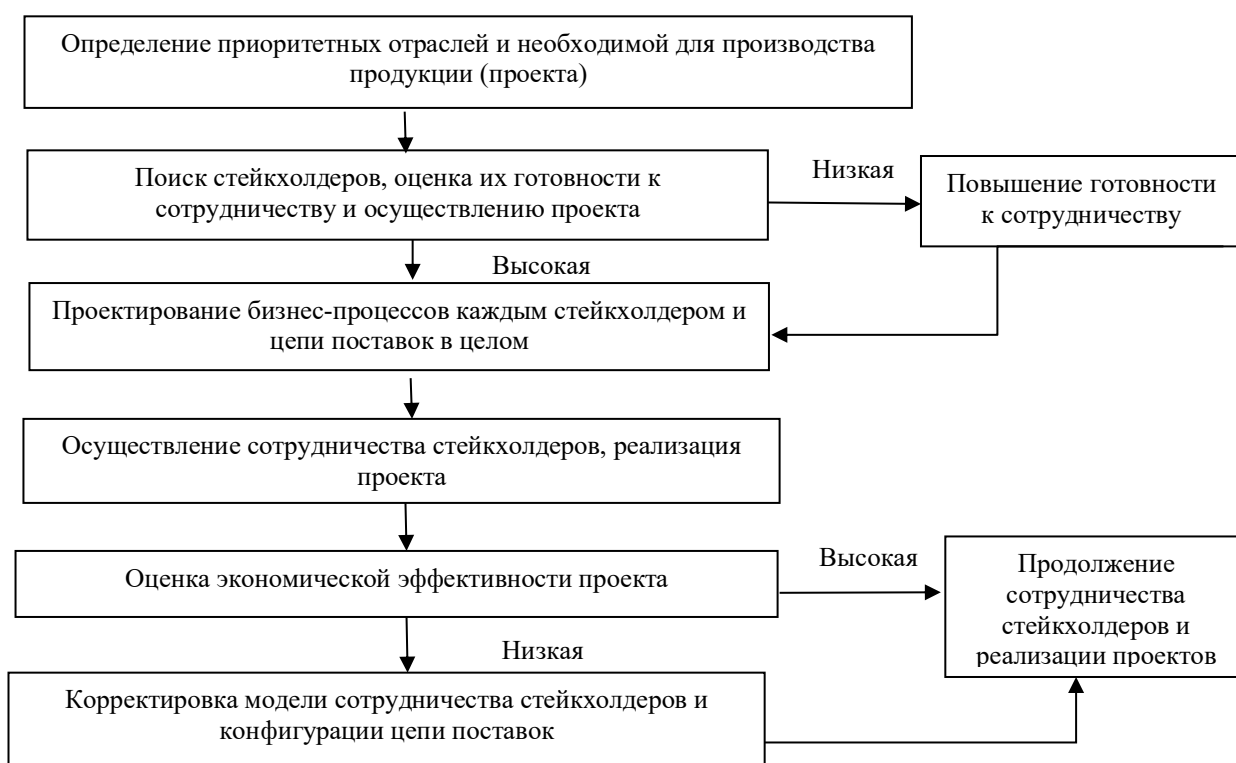 Определение приоритетных отраслей и необходимой для производства
продукции (проекта)
Поиск стейкхолдеров, оценка их готовности к
сотрудничеству и осуществлению проекта
Низкая
Повышение готовности
к сотрудничеству
Высокая
Проектирование бизнес-процессов каждым стейкхолдером и
цепи поставок в целом
Осуществление сотрудничества стейкхолдеров, реализация
проекта
Оценка экономической эффективности проекта
Высокая
Продолжение
сотрудничества
стейкхолдеров и
реализации проектов
Низкая
Корректировка модели сотрудничества стейкхолдеров и
конфигурации цепи поставок